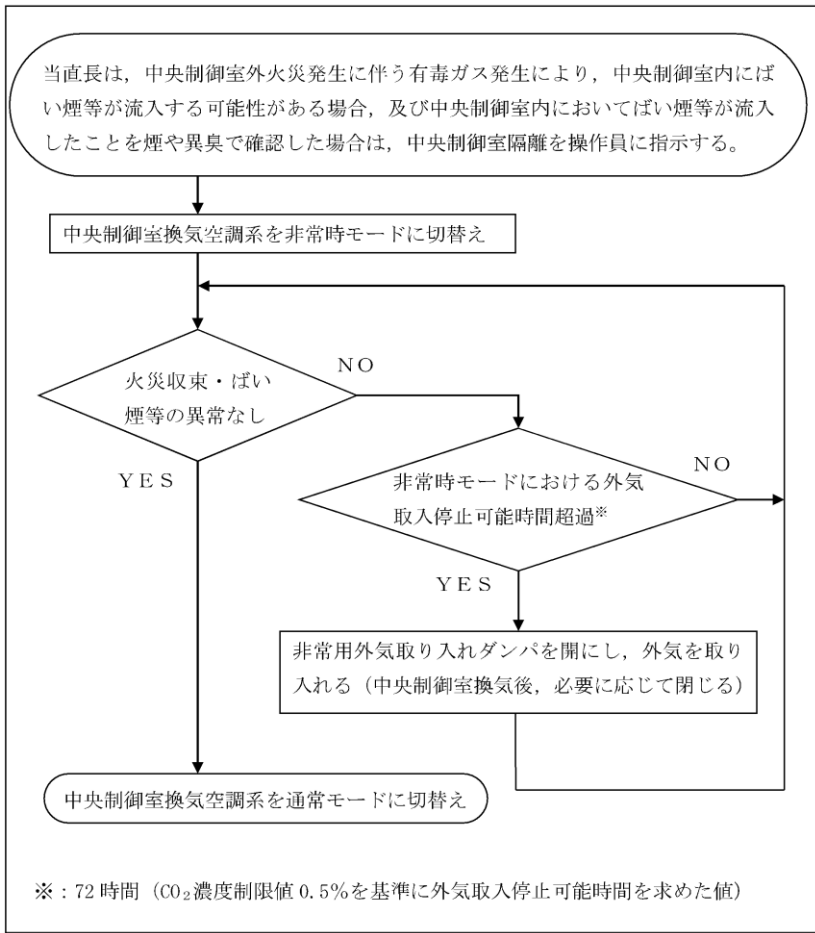 当直長は，中央制御室外火災発生に伴う有毒ガス発生により，中央制御室内にば
い煙等が流入する可能性がある場合，及び中央制御室内においてばい煙等が流入
したことを煙や異臭で確認した場合は，中央制御室隔離を操作員に指示する。
中央制御室換気空調系を非常時モードに切替え
火災収束・ばい
煙等の異常なし
NO
YES
非常時モードにおける外気
取入停止可能時間超過※
NO
YES
非常用外気取り入れダンパを開にし，外気を取り
入れる（中央制御室換気後，必要に応じて閉じる）
中央制御室換気空調系を通常モードに切替え
※：72 時間（CO₂濃度制限値 0.5%を基準に外気取入停止可能時間を求めた値）